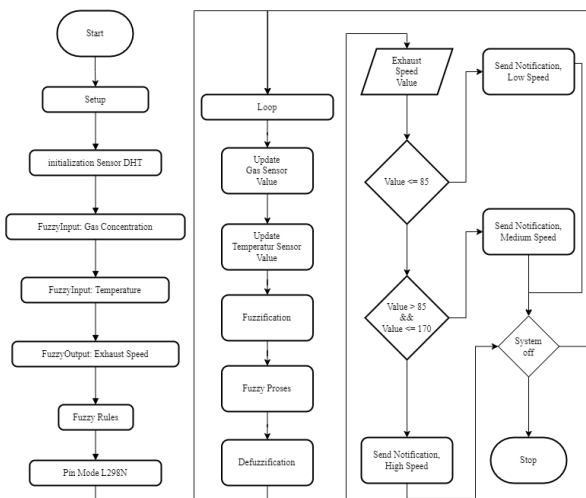 Start
Setup
initialization Sensor DHT
FuzzyInput: Gas Concentration
FuzzyInput: Temperature
FuzzyOutput: Exhaust Speed
Fuzzy Rules
Pin Mode L298N
Loop
Update
Gas Sensor
Value
Update
Temperatur Sensor
Value
Fuzzification
Fuzzy Proses
Defuzzification
Exhaust
Speed
Value
Value <= 85
Value > 85
&&
Value <= 170
Send Notification,
High Speed
Send Notification,
Low Speed
Send Notification,
Medium Speed
System
off
Stop